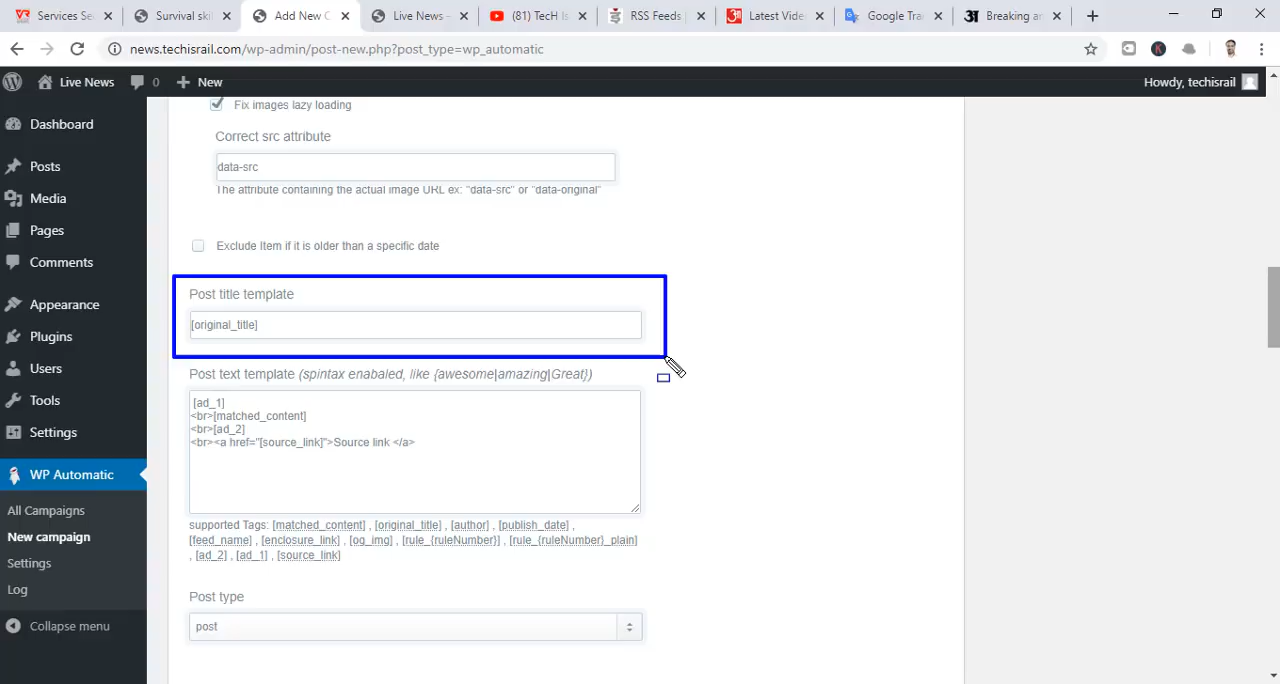 Services Se
Survival skil
Add New C
Live News –
(81) TecH Is
RSS Feeds
Latest Video
Google Tra
Breaking an
news.techisrail.com/wp-admin/post-new.php?post_type=wp_automatic
Live News
0
New
Howdy, techisrail
Dashboard
Posts
Media
Pages
Comments
Appearance
Plugins
Users
Tools
Settings
WP Automatic
All Campaigns
New campaign
Settings
Log
Collapse menu
Fix images lazy loading
Correct src attribute
data-src
The attribute containing the actual image URL ex: "data-src" or "data-original"
Exclude Item if it is older than a specific date
Post title template
[original_title]
Post text template (spintax enabaled, like {awesome|amazing|Great})
[ad_1]
<br>[matched_content]
<br>[ad_2]
<br><a href="[source_link]">Source link </a>
supported Tags: [matched_content] , [original_title] , [author] , [publish_date] ,
[feed_name] , [enclosure_link] , [og_img] , [rule_{ruleNumber}] , [rule_{ruleNumber}_plain]
, [ad_2] , [ad_1] , [source_link]
Post type
post